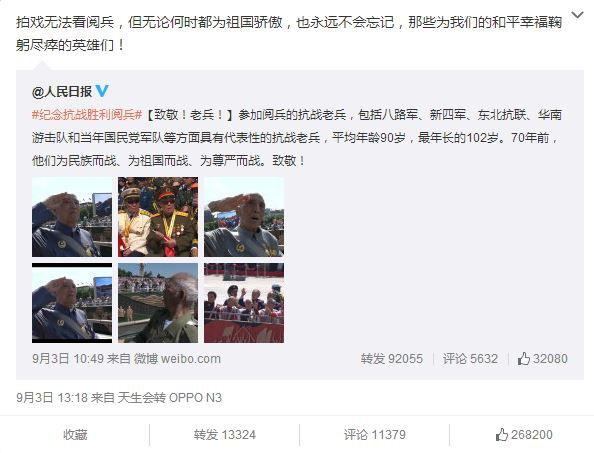 拍戏无法看阅兵，但无论何时都为祖国骄傲，也永远不会忘记，那些为我们的和平幸福鞠
躬尽瘁的英雄们！
@人民日报
#纪念抗战胜利阅兵#【致敬！老兵！】参加阅兵的抗战老兵，包括八路军、新四军、东北抗联、华南
游击队和当年国民党军队等方面具有代表性的抗战老兵，平均年龄90岁，最年长的102岁。70年前，
他们为民族而战、为祖国而战、为尊严而战。致敬！
9月3日 10:49 来自 微博 weibo.com 转发 92055 评论 5632 32080
9月3日 13:18 来自 天生会转 OPPO N3
收藏 转发 13324 评论 11379 268200